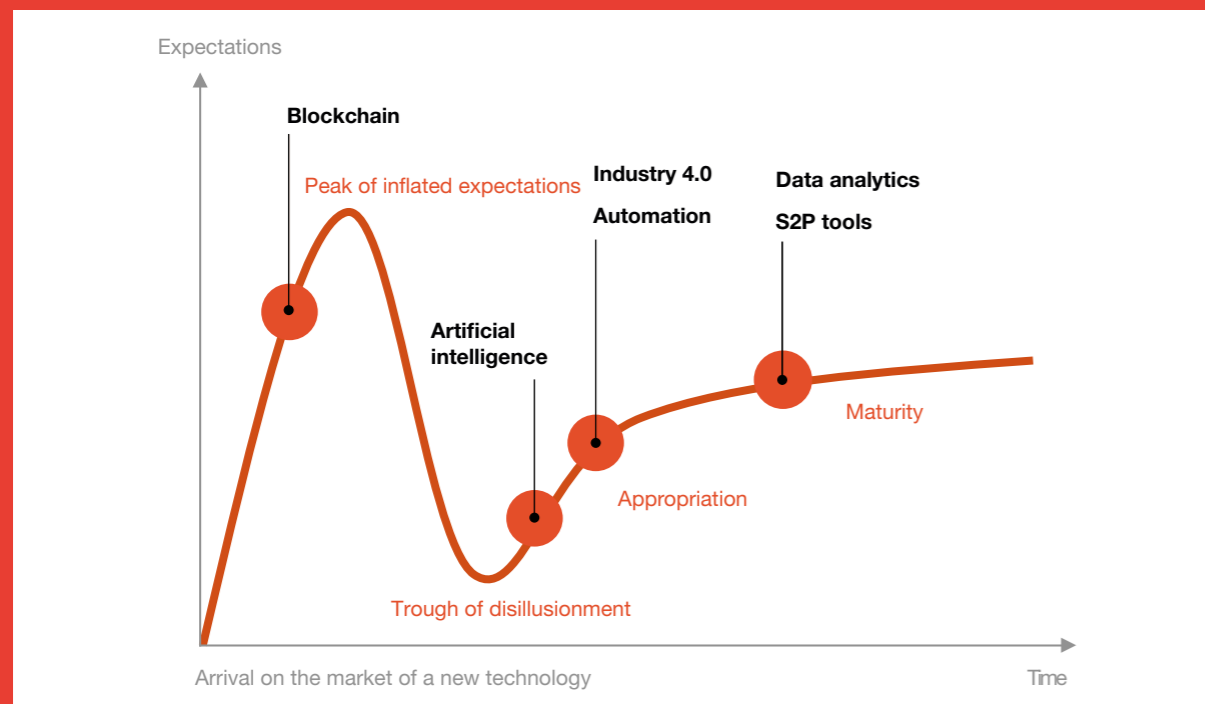 Expectations
Blockchain
Peak of inflated expectations
Industry 4.0
Automation
Data analytics
S2P tools
Artificial
intelligence
Maturity
Appropriation
Trough of disillusionment
Arrival on the market of a new technology
Time